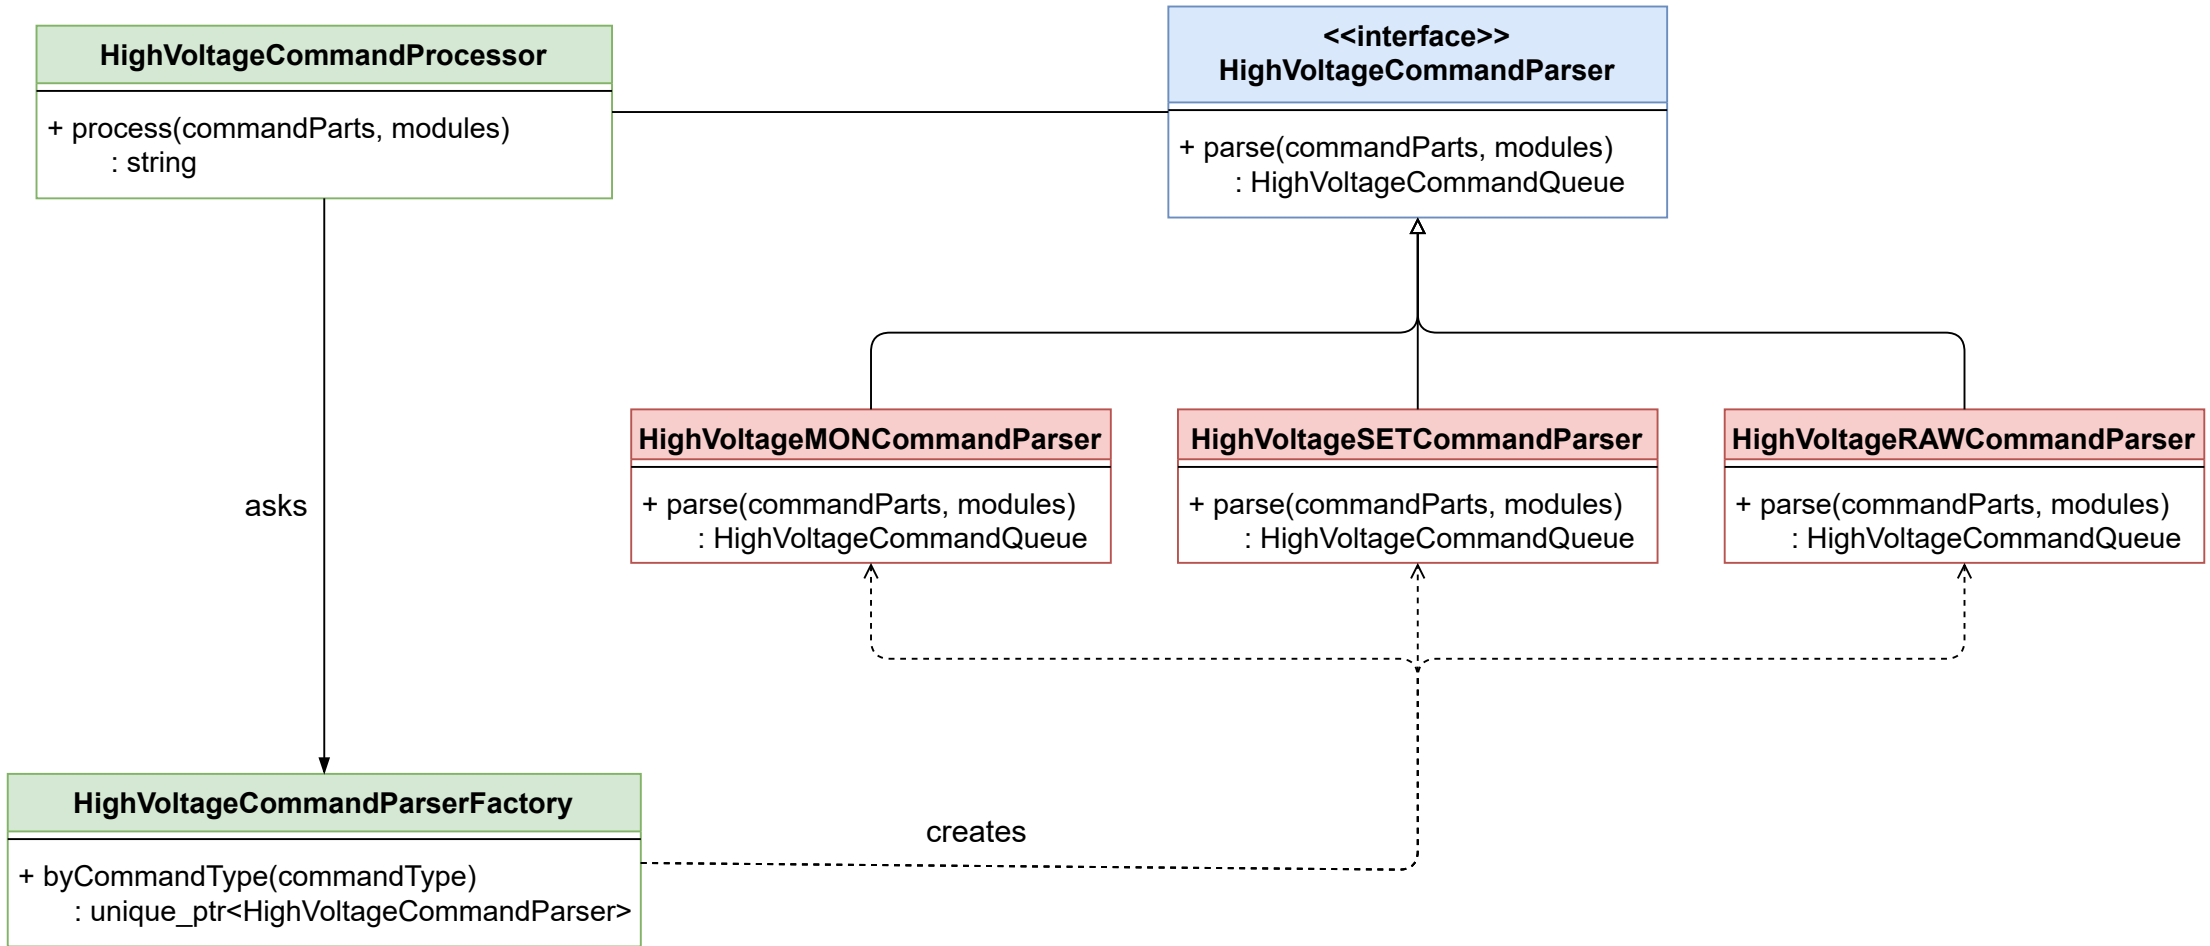 HighVoltageCommandProcessor
+ process(commandParts, modules)
: string
<<interface>>
HighVoltageCommandParser
+ parse(commandParts, modules)
: HighVoltageCommandQueue
HighVoltageMONCommandParser
+ parse(commandParts, modules)
: HighVoltageCommandQueue
HighVoltageSETCommandParser
+ parse(commandParts, modules)
: HighVoltageCommandQueue
HighVoltageRAWCommandParser
+ parse(commandParts, modules)
: HighVoltageCommandQueue
asks
HighVoltageCommandParserFactory
+ byCommandType(commandType)
: unique_ptr<HighVoltageCommandParser>
creates